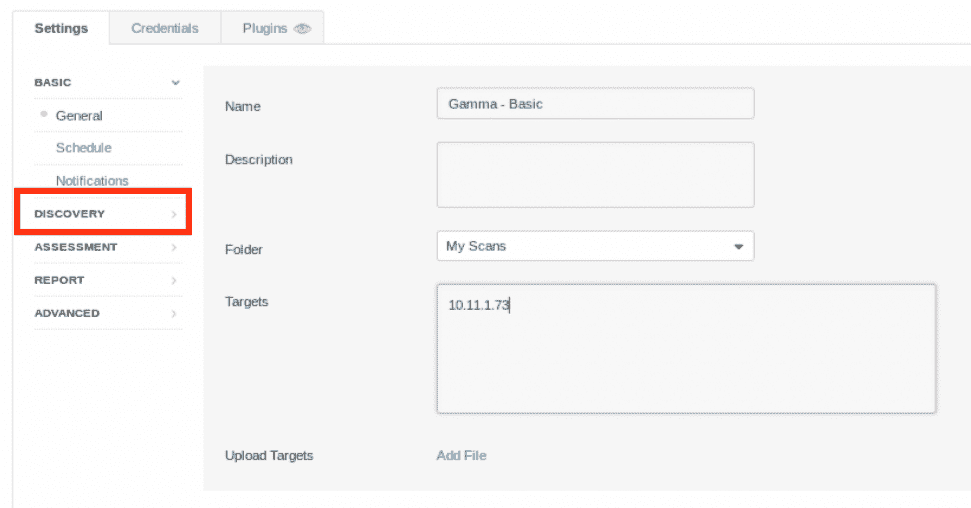 Settings Credentials Plugins
BASIC
General
Schedule
Notifications
DISCOVERY
ASSESSMENT
REPORT
ADVANCED
Name Gamma - Basic
Description
Folder My Scans
Targets 10.11.1.73
Upload Targets Add File